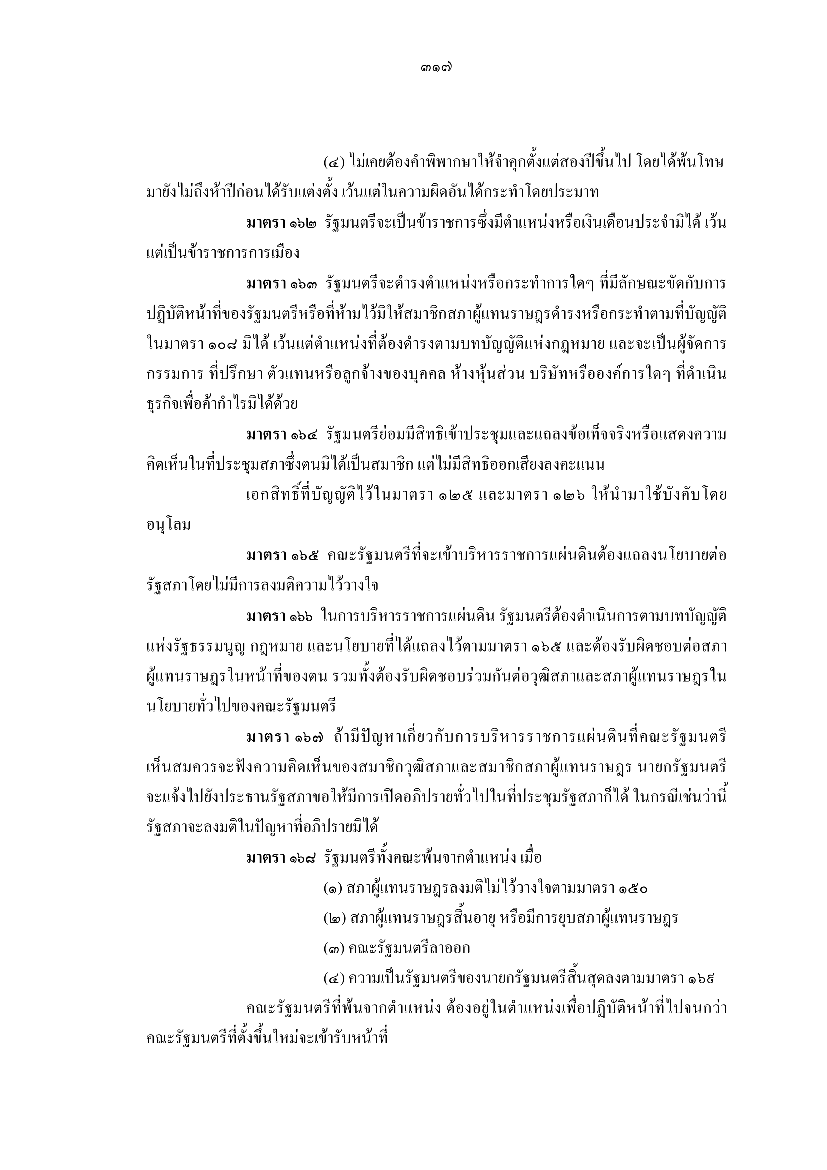 ๓๑๗
(๔) ไม่เคยต้องคำพิพากษาให้จำคุกตั้งแต่สองปีขึ้นไป โดยได้พ้นโทษ
มายังไม่ถึงห้าปีก่อนได้รับแต่งตั้ง เว้นแต่ในความผิดอันได้กระทำโดยประมาท
มาตรา ๑๖๒ รัฐมนตรีจะเป็นข้าราชการซึ่งมีตำแหน่งหรือเงินเดือนประจำมิได้ เว้น
แต่เป็นข้าราชการการเมือง
มาตรา ๑๖๓ รัฐมนตรีจะดำรงตำแหน่งหรือกระทำการใดๆ ที่มีลักษณะขัดกับการ
ปฏิบัติหน้าที่ของรัฐมนตรีหรือที่ห้ามไว้มิให้สมาชิกสภาผู้แทนราษฎรดำรงหรือกระทำตามที่บัญญัติ
ในมาตรา ๑๐๘ มิได้ เว้นแต่ตำแหน่งที่ต้องดำรงตามบทบัญญัติแห่งกฎหมาย และจะเป็นผู้จัดการ
กรรมการ ที่ปรึกษา ตัวแทนหรือลูกจ้างของบุคคล ห้างหุ้นส่วน บริษัทหรือองค์การใดๆ ที่ดำเนิน
ธุรกิจเพื่อค้ากำไรมิได้ด้วย
มาตรา ๑๖๔ รัฐมนตรีย่อมมีสิทธิเข้าประชุมและแถลงข้อเท็จจริงหรือแสดงความ
คิดเห็นในที่ประชุมสภาซึ่งตนมิได้เป็นสมาชิก แต่ไม่มีสิทธิออกเสียงลงคะแนน
เอกสิทธิ์ที่บัญญัติไว้ในมาตรา ๑๒๕ และมาตรา ๑๒๖ ให้นำมาใช้บังคับโดย
อนุโลม
มาตรา ๑๖๕ คณะรัฐมนตรีที่จะเข้าบริหารราชการแผ่นดินต้องแถลงนโยบายต่อ
รัฐสภาโดยไม่มีการลงมติความไว้วางใจ
มาตรา ๑๖๖ ในการบริหารราชการแผ่นดิน รัฐมนตรีต้องดำเนินการตามบทบัญญัติ
แห่งรัฐธรรมนูญ กฎหมาย และนโยบายที่ได้แถลงไว้ตามมาตรา ๑๖๕ และต้องรับผิดชอบต่อสภา
ผู้แทนราษฎรในหน้าที่ของตน รวมทั้งต้องรับผิดชอบร่วมกันต่อวุฒิสภาและสภาผู้แทนราษฎรใน
นโยบายทั่วไปของคณะรัฐมนตรี
มาตรา ๑๖๗ ถ้ามีปัญหาเกี่ยวกับการบริหารราชการแผ่นดินที่คณะรัฐมนตรี
เห็นสมควรจะฟังความคิดเห็นของสมาชิกวุฒิสภาและสมาชิกสภาผู้แทนราษฎร นายกรัฐมนตรี
จะแจ้งไปยังประธานรัฐสภาขอให้มีการเปิดอภิปรายทั่วไปในที่ประชุมรัฐสภาก็ได้ ในกรณีเช่นว่านี้
รัฐสภาจะลงมติในปัญหาที่อภิปรายมิได้
มาตรา ๑๖๘ รัฐมนตรีทั้งคณะพ้นจากตำแหน่ง เมื่อ
(๑) สภาผู้แทนราษฎรลงมติไม่ไว้วางใจตามมาตรา ๑๕๐
(๒) สภาผู้แทนราษฎรสิ้นอายุ หรือมีการยุบสภาผู้แทนราษฎร
(๓) คณะรัฐมนตรีลาออก
(๔) ความเป็นรัฐมนตรีของนายกรัฐมนตรีสิ้นสุดลงตามมาตรา ๑๖๙
คณะรัฐมนตรีที่พ้นจากตำแหน่ง ต้องอยู่ในตำแหน่งเพื่อปฏิบัติหน้าที่ไปจนกว่า
คณะรัฐมนตรีที่ตั้งขึ้นใหม่จะเข้ารับหน้าที่